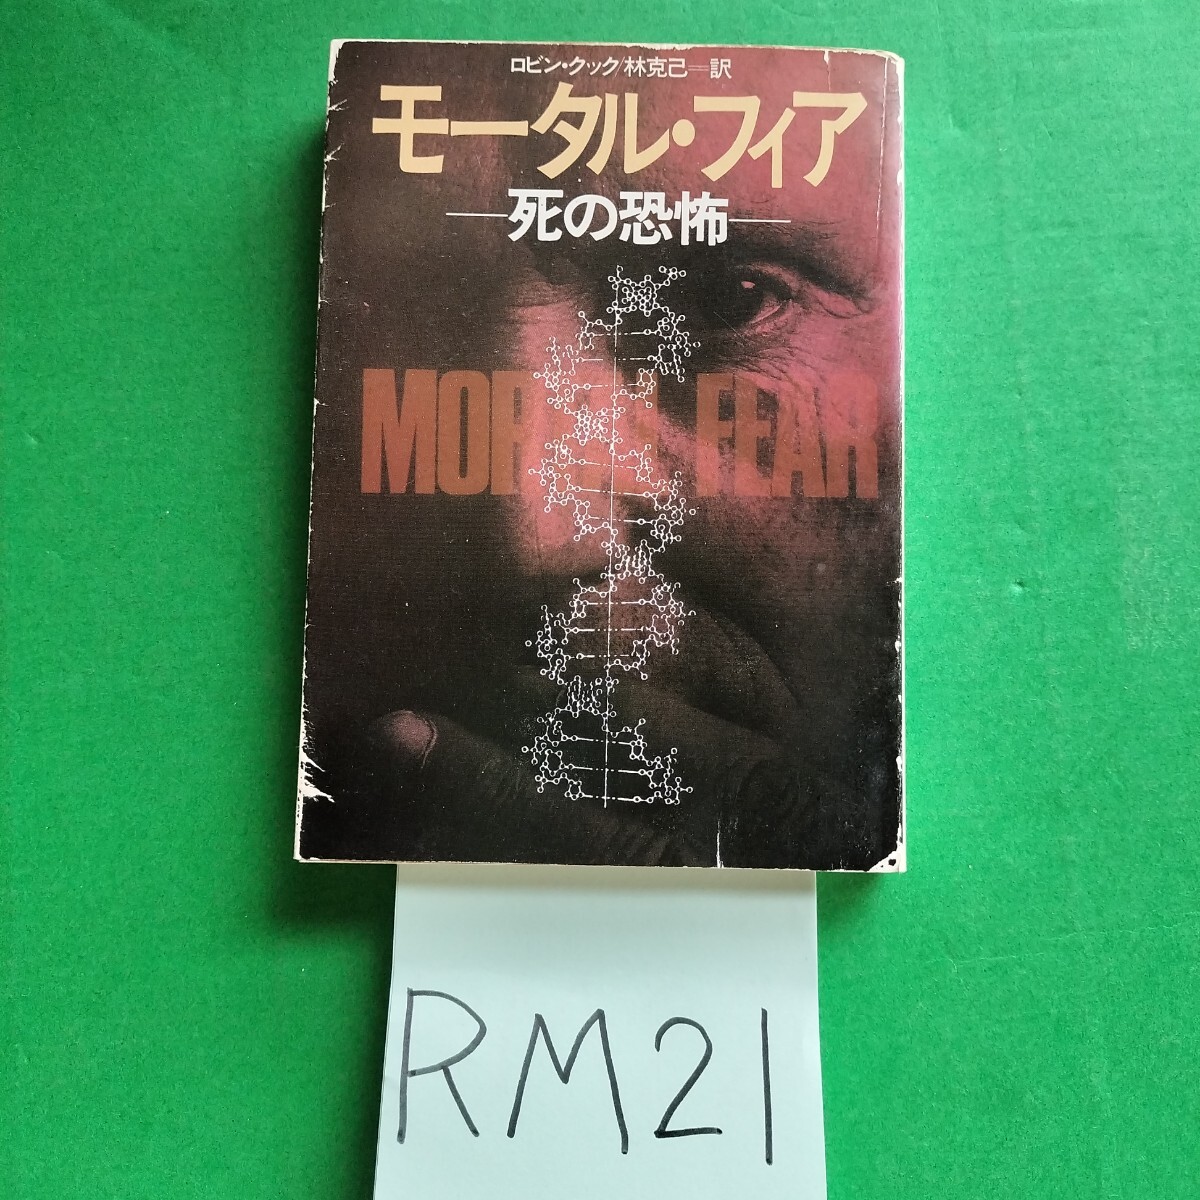 ロビン・クック/林克己=訳
モータル・フィア
―死の恐怖―
MORTAL FEAR
RM21